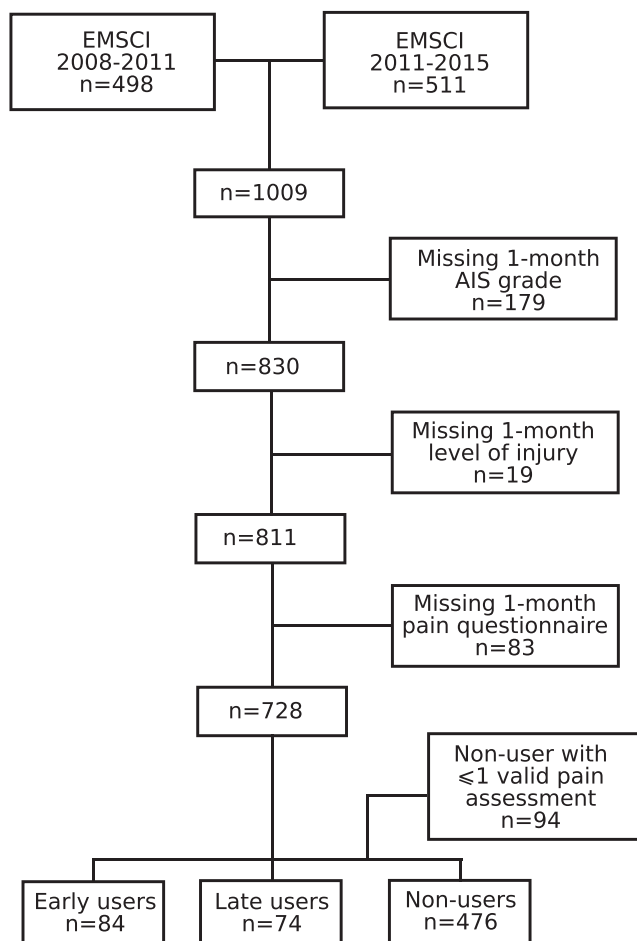 EMSCI
2008-2011
n=498
EMSCI
2011-2015
n=511
n=1009
Missing 1-month
AIS grade
n=179
n=830
Missing 1-month
level of injury
n=19
n=811
Missing 1-month
pain questionnaire
n=83
n=728
Non-user with
⩽1 valid pain
assessment
n=94
Early users
n=84
Late users
n=74
Non-users
n=476